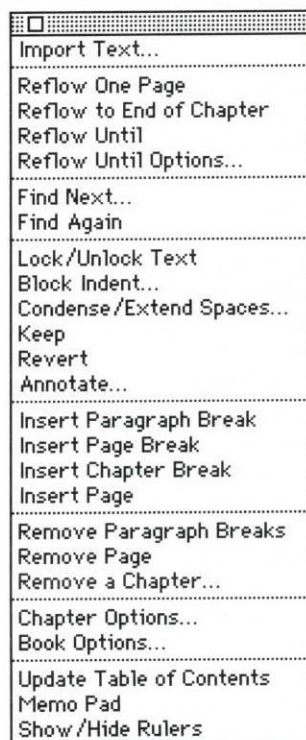 Import Text...
Reflow One Page
Reflow to End of Chapter
Reflow Until
Reflow Until Options...
Find Next...
Find Again
Lock/Unlock Text
Block Indent...
Condense/Extend Spaces...
Keep
Revert
Annotate...
Insert Paragraph Break
Insert Page Break
Insert Chapter Break
Insert Page
Remove Paragraph Breaks
Remove Page
Remove a Chapter...
Chapter Options...
Book Options...
Update Table of Contents
Memo Pad
Show/Hide Rulers